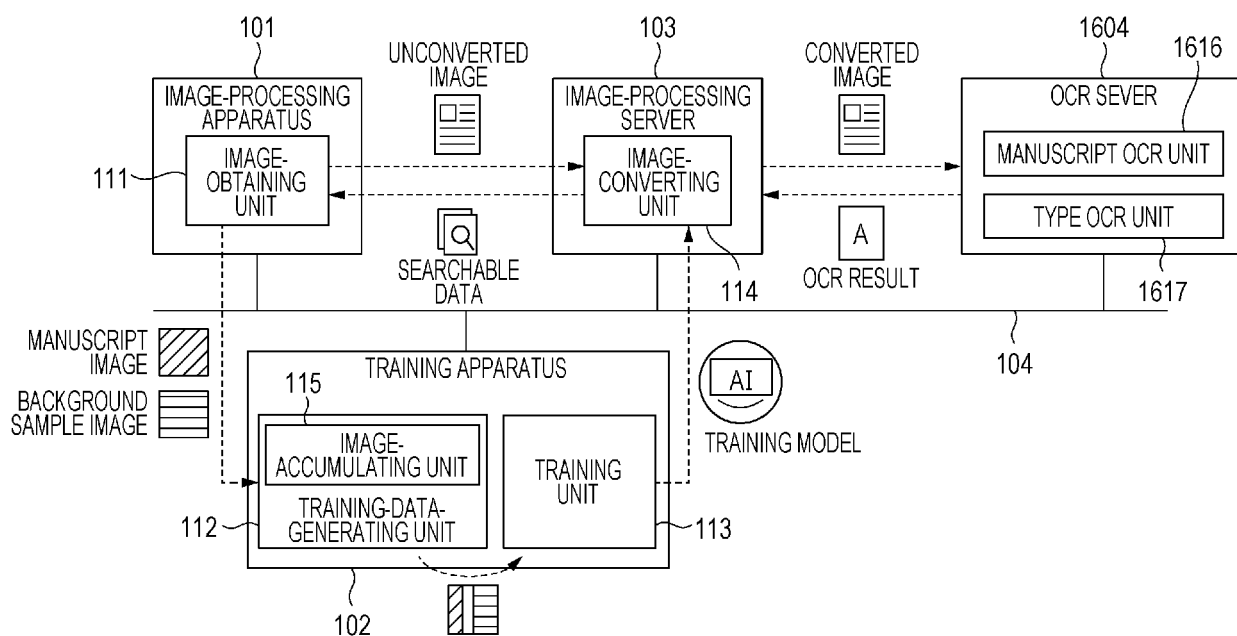 101
UNCONVERTED
IMAGE
103
CONVERTED
IMAGE
1604
1616
IMAGE-PROCESSING
APPARATUS
IMAGE-PROCESSING
SERVER
OCR SEVER
111
IMAGE-
OBTAINING
UNIT
IMAGE-
CONVERTING
UNIT
MANUSCRIPT OCR UNIT
TYPE OCR UNIT
SEARCHABLE
DATA
114
A
OCR RESULT
1617
MANUSCRIPT
IMAGE
104
BACKGROUND
SAMPLE IMAGE
TRAINING APPARATUS
115
IMAGE-
ACCUMULATING UNIT
TRAINING-DATA-
GENERATING UNIT
TRAINING
UNIT
AI
TRAINING MODEL
112
113
102